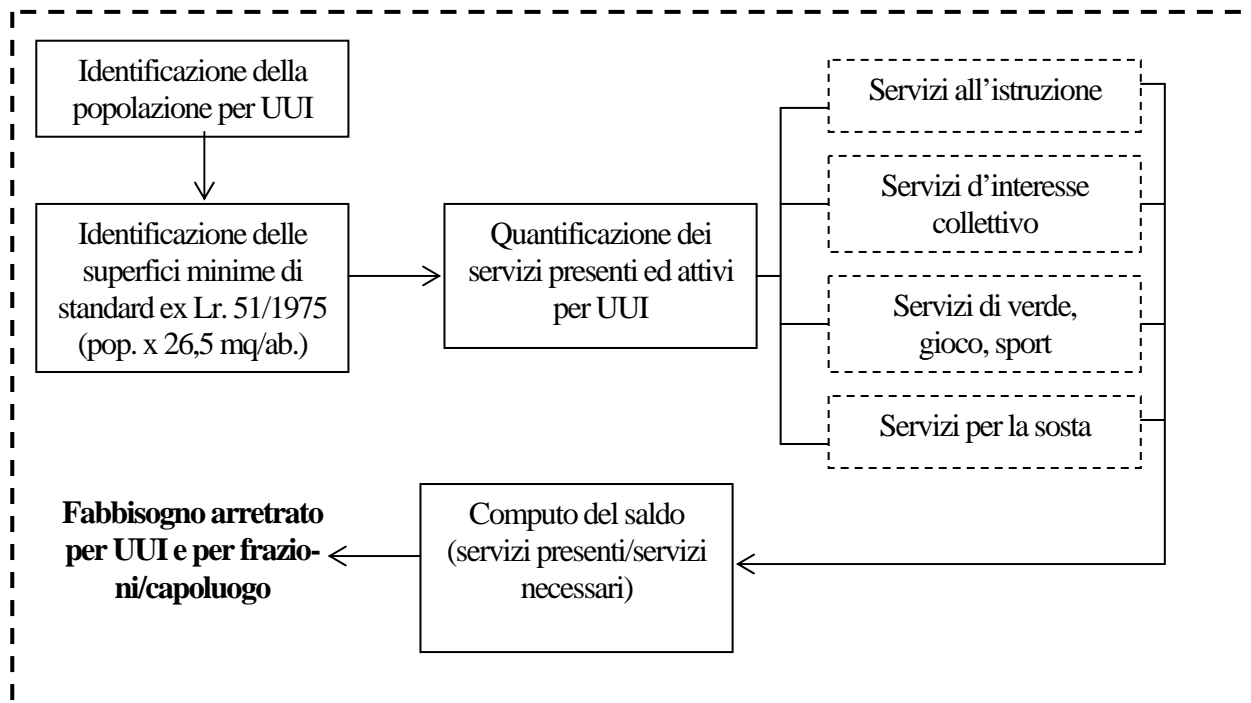 Identificazione della
popolazione per UUI
Identificazione delle
superfici minime di
standard ex Lr. 51/1975
(pop. x 26,5 mq/ab.)
Quantificazione dei
servizi presenti ed attivi
per UUI
Servizi all’istruzione
Servizi d’interesse
collettivo
Servizi di verde,
gioco, sport
Servizi per la sosta
Computo del saldo
(servizi presenti/servizi
necessari)
Fabbisogno arretrato
per UUI e per frazio-
ni/capoluogo